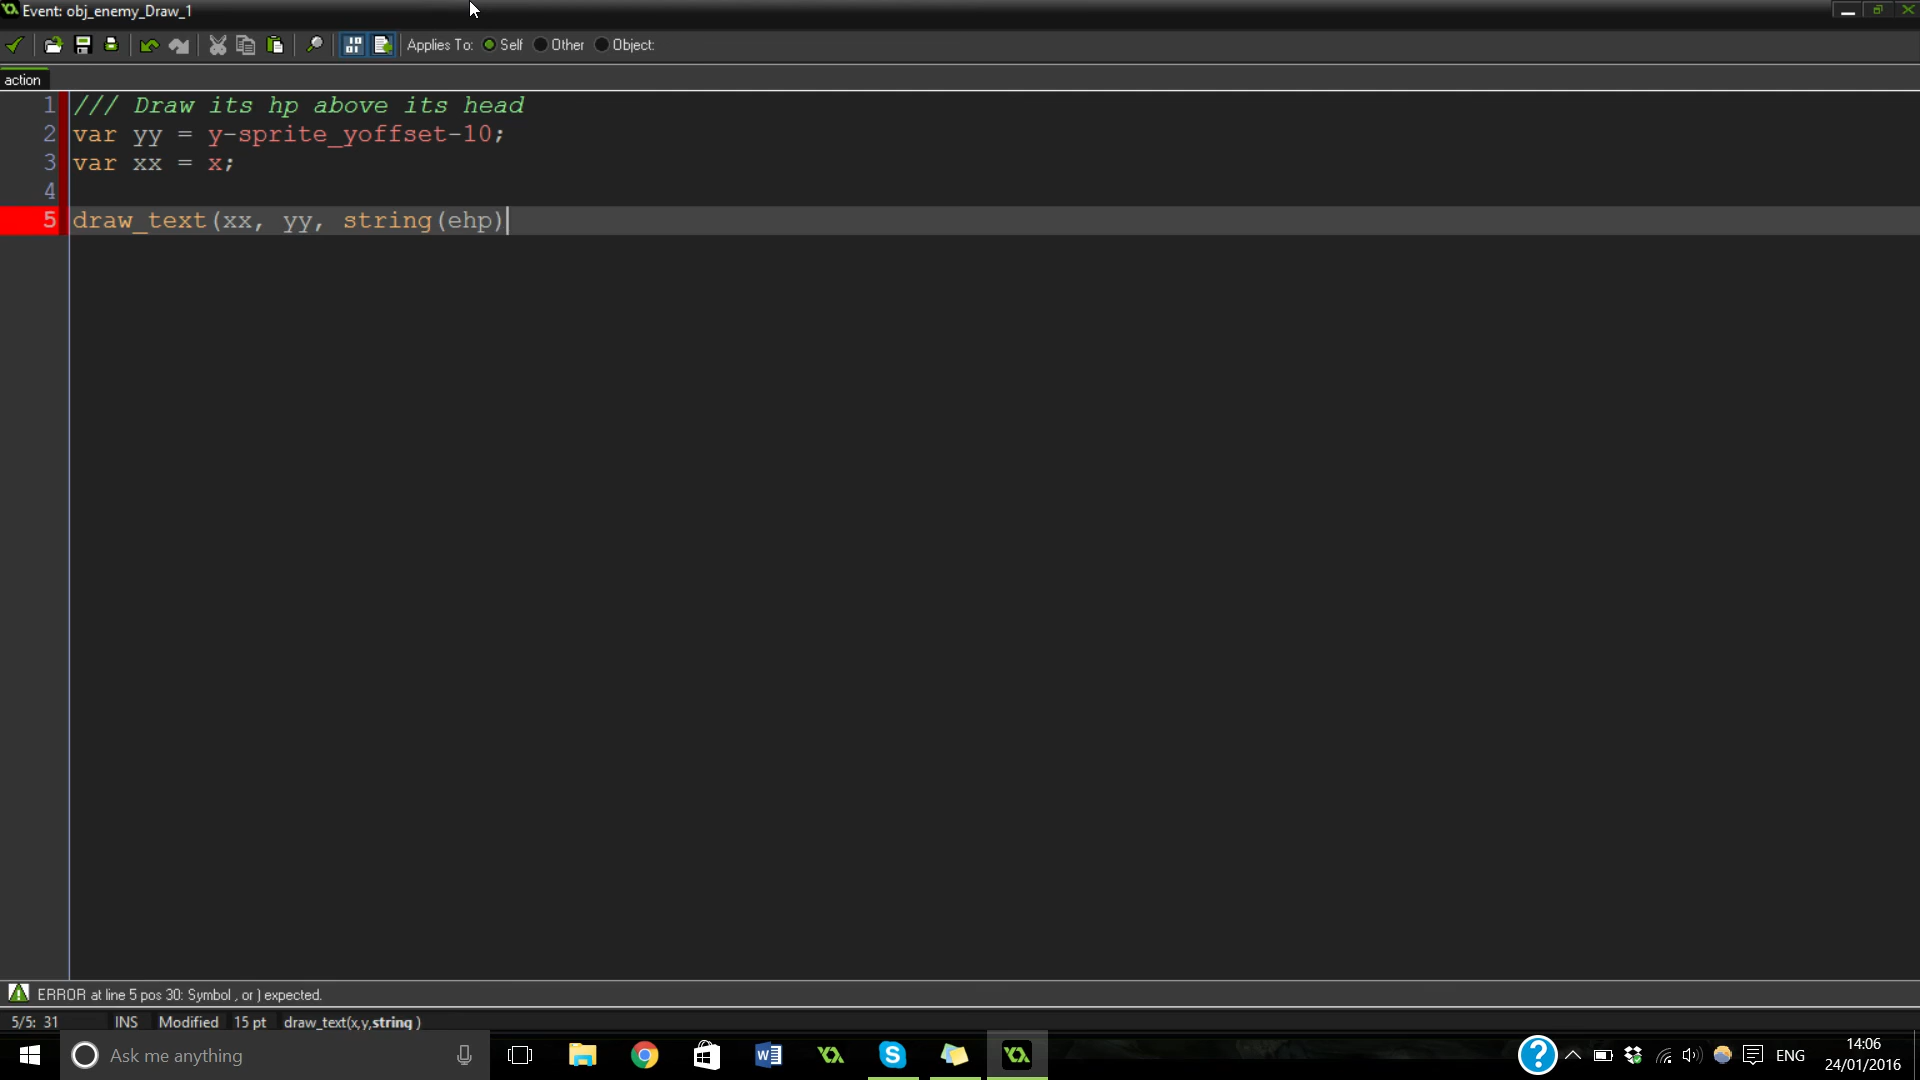 Event: obj_enemy_Draw_1
Applies To: Self Other Object:
action
1 /// Draw its hp above its head
2 var yy = y-sprite_yoffset-10;
3 var xx = x;
4
5 draw_text(xx, yy, string(ehp)
ERROR at line 5 pos 30: Symbol , or ) expected.
5/5: 31 INS Modified 15 pt draw_text(x,y,string )
Ask me anything
ENG
14:06
24/01/2016